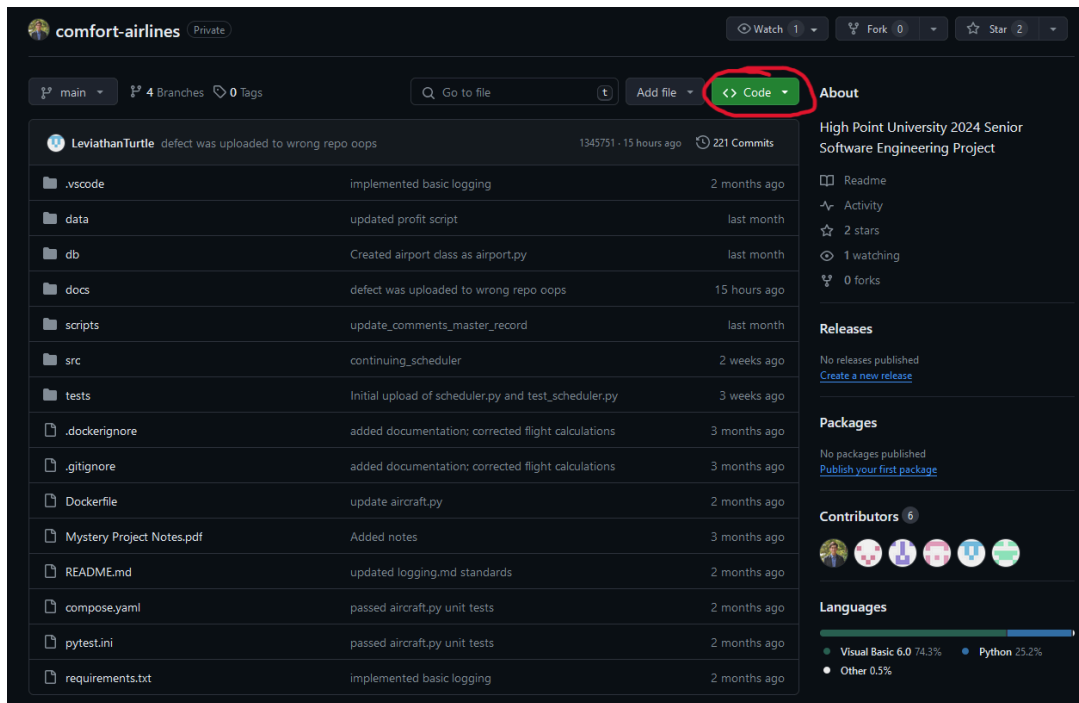 comfort-airlines Private
Watch 1 Fork 0 Star 2
main 4 Branches 0 Tags Go to file t Add file <> Code
LeviathanTurtle defect was uploaded to wrong repo oops 1345751 · 15 hours ago 221 Commits
.vscode implemented basic logging 2 months ago
data updated profit script last month
db Created airport class as airport.py last month
docs defect was uploaded to wrong repo oops 15 hours ago
scripts update_comments_master_record last month
src continuing_scheduler 2 weeks ago
tests Initial upload of scheduler.py and test_scheduler.py 3 weeks ago
.dockerignore added documentation; corrected flight calculations 3 months ago
.gitignore added documentation; corrected flight calculations 3 months ago
Dockerfile update aircraft.py 2 months ago
Mystery Project Notes.pdf Added notes 3 months ago
README.md updated logging.md standards 2 months ago
compose.yaml passed aircraft.py unit tests 2 months ago
pytest.ini passed aircraft.py unit tests 2 months ago
requirements.txt implemented basic logging 2 months ago
About
High Point University 2024 Senior
Software Engineering Project
Readme
Activity
2 stars
1 watching
0 forks
Releases
No releases published
Create a new release
Packages
No packages published
Publish your first package
Contributors 6
Languages
Visual Basic 6.0 74.3% Python 25.2%
Other 0.5%